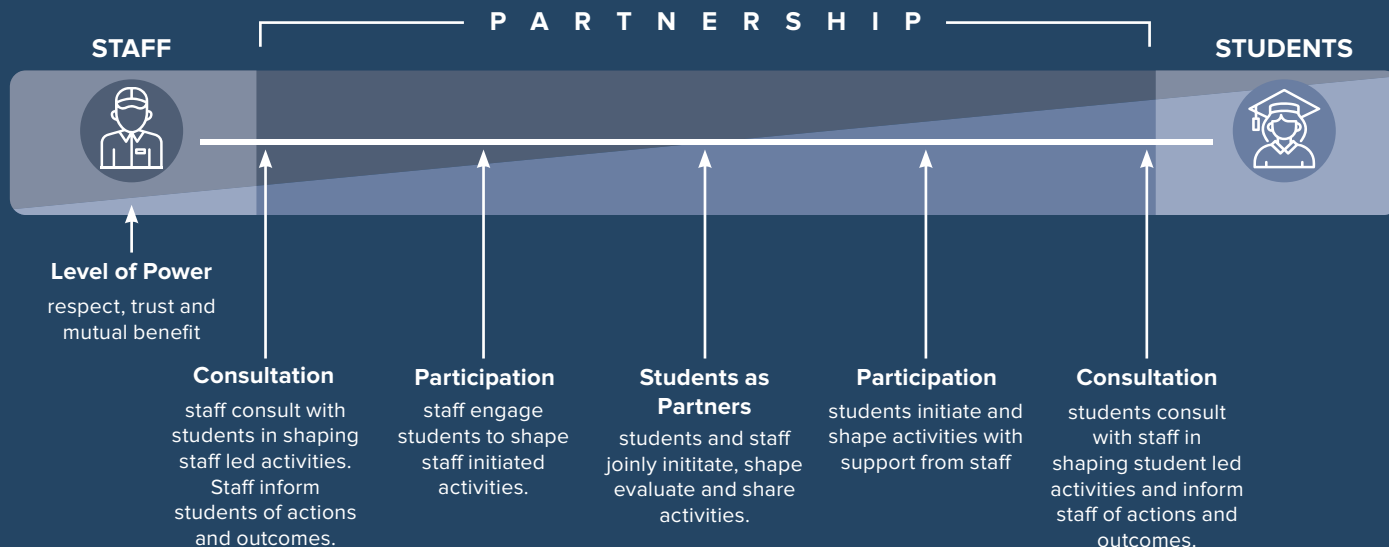 PARTNERSHIP
STAFF
STUDENTS
Level of Power
respect, trust and
mutual benefit
Consultation
staff consult with
students in shaping
staff led activities.
Staff inform
students of actions
and outcomes.
Participation
staff engage
students to shape
staff initiated
activities.
Students as
Partners
students and staff
joinly inititate, shape
evaluate and share
activities.
Participation
students initiate and
shape activities with
support from staff
Consultation
students consult
with staff in
shaping student led
activities and inform
staff of actions and
outcomes.